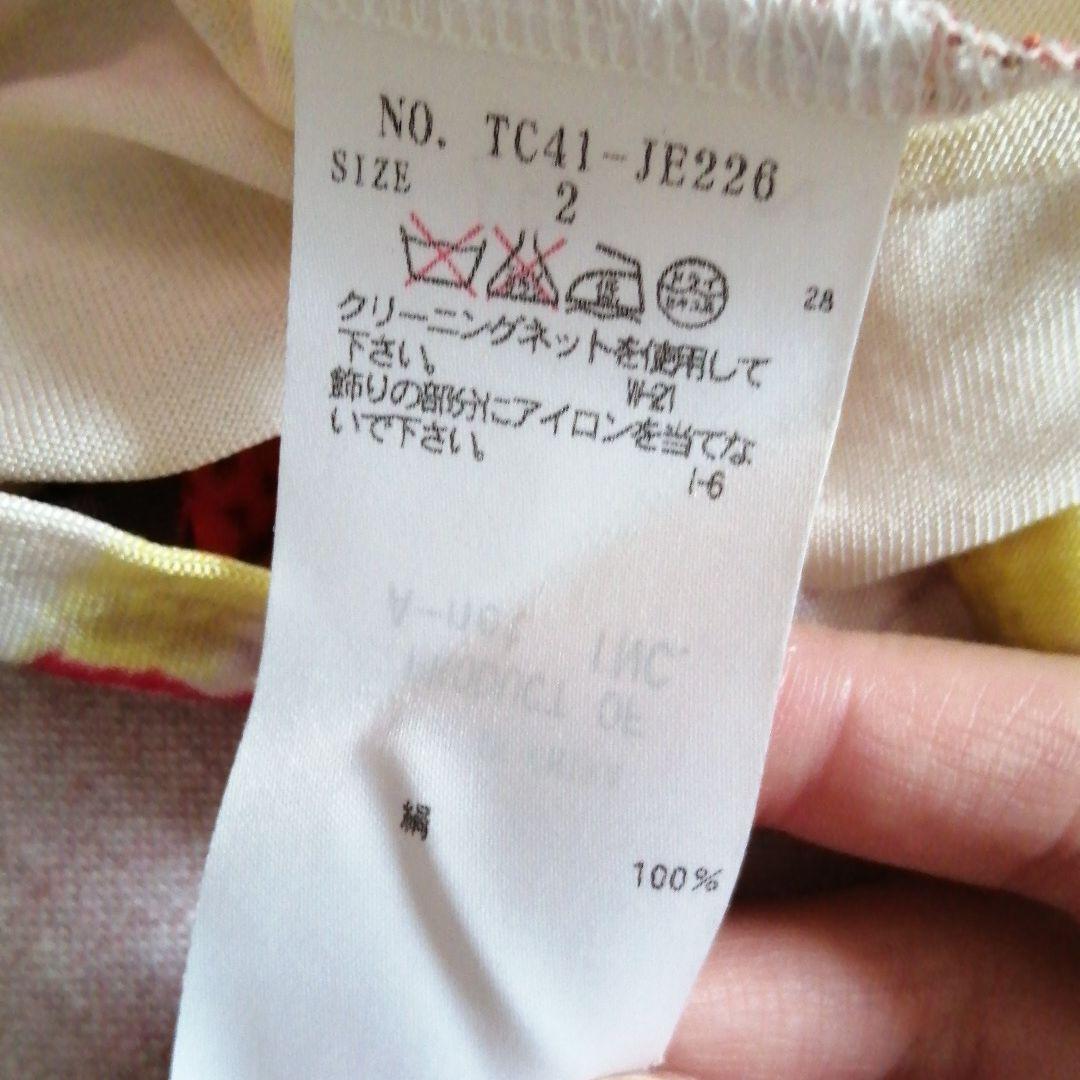 NO. TC41-JE226
SIZE 2
28
クリーニングネットを使用して
下さい。
W-21
飾りの部分にアイロンを当てな
いで下さい。
I-6
絹 100%